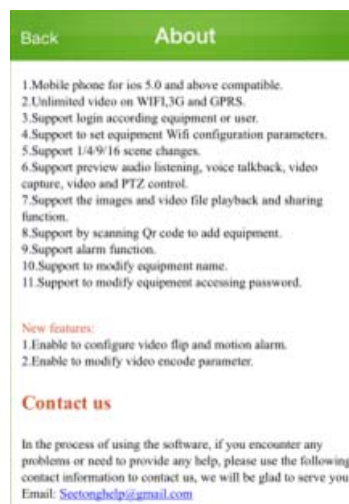 Back About
1.Mobile phone for ios 5.0 and above compatible.
2.Unlimited video on WIFI,3G and GPRS.
3.Support login according equipment or user.
4.Support to set equipment Wifi configuration parameters.
5.Support 1/4/9/16 scene changes.
6.Support preview audio listening, voice talkback, video
capture, video and PTZ control.
7.Support the images and video file playback and sharing
function.
8.Support by scanning Qr code to add equipment.
9.Support alarm function.
10.Support to modify equipment name.
11.Support to modify equipment accessing password.
New features:
1.Enable to configure video flip and motion alarm.
2.Enable to modify video encode parameter.
Contact us
In the process of using the software, if you encounter any
problems or need to provide any help, please use the following
contact information to contact us, we will be glad to serve you
Email: Seetonghelp@gmail.com